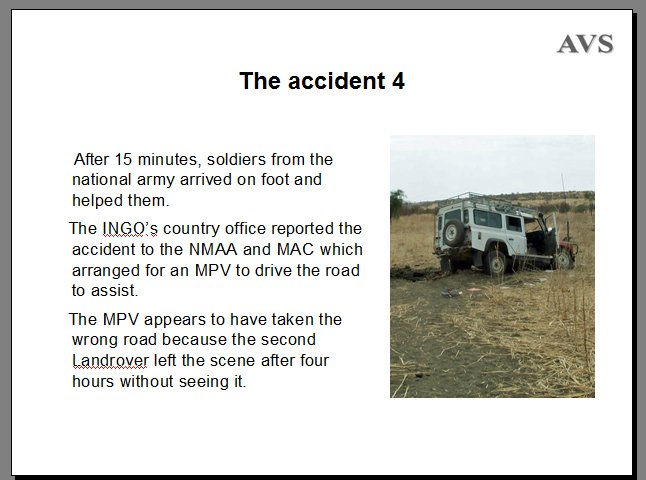 AVS
The accident 4
After 15 minutes, soldiers from the
national army arrived on foot and
helped them.
The INGO’s country office reported the
accident to the NMAA and MAC which
arranged for an MPV to drive the road
to assist.
The MPV appears to have taken the
wrong road because the second
Landrover left the scene after four
hours without seeing it.